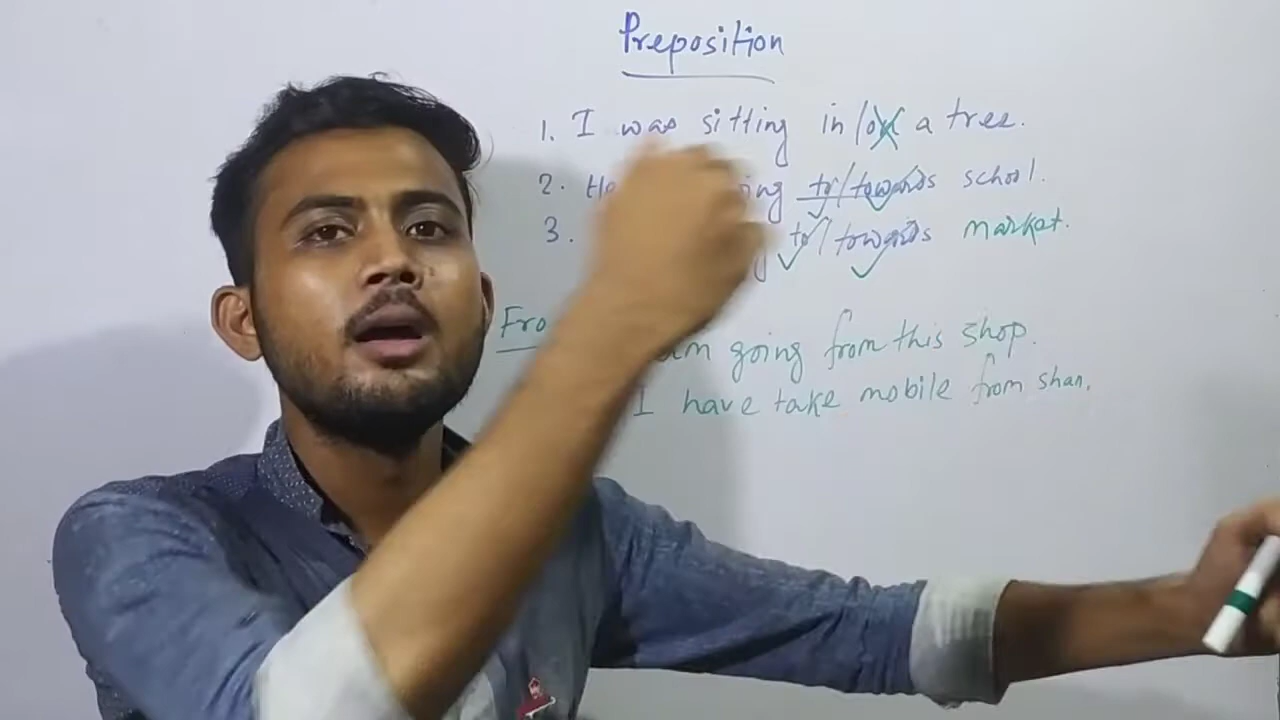 Preposition
1. I was sitting in/on a tree.
2. He to/towards school.
3. to/towards market.
Fro am going from this shop.
I have take mobile from shan.